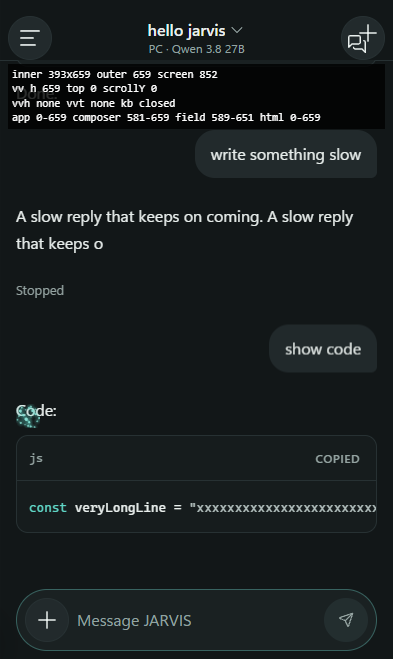 hello jarvis
PC · Qwen 3.8 27B
inner 393x659 outer 659 screen 852
vv h 659 top 0 scrollY 0
vvh none vvt none kb closed
app 0-659 composer 581-659 field 589-651 html 0-659
Done.
write something slow
A slow reply that keeps on coming. A slow reply
that keeps o
Stopped
show code
Code:
js
COPIED
const veryLongLine = "xxxxxxxxxxxxxxxxxxxxxxxx
Message JARVIS